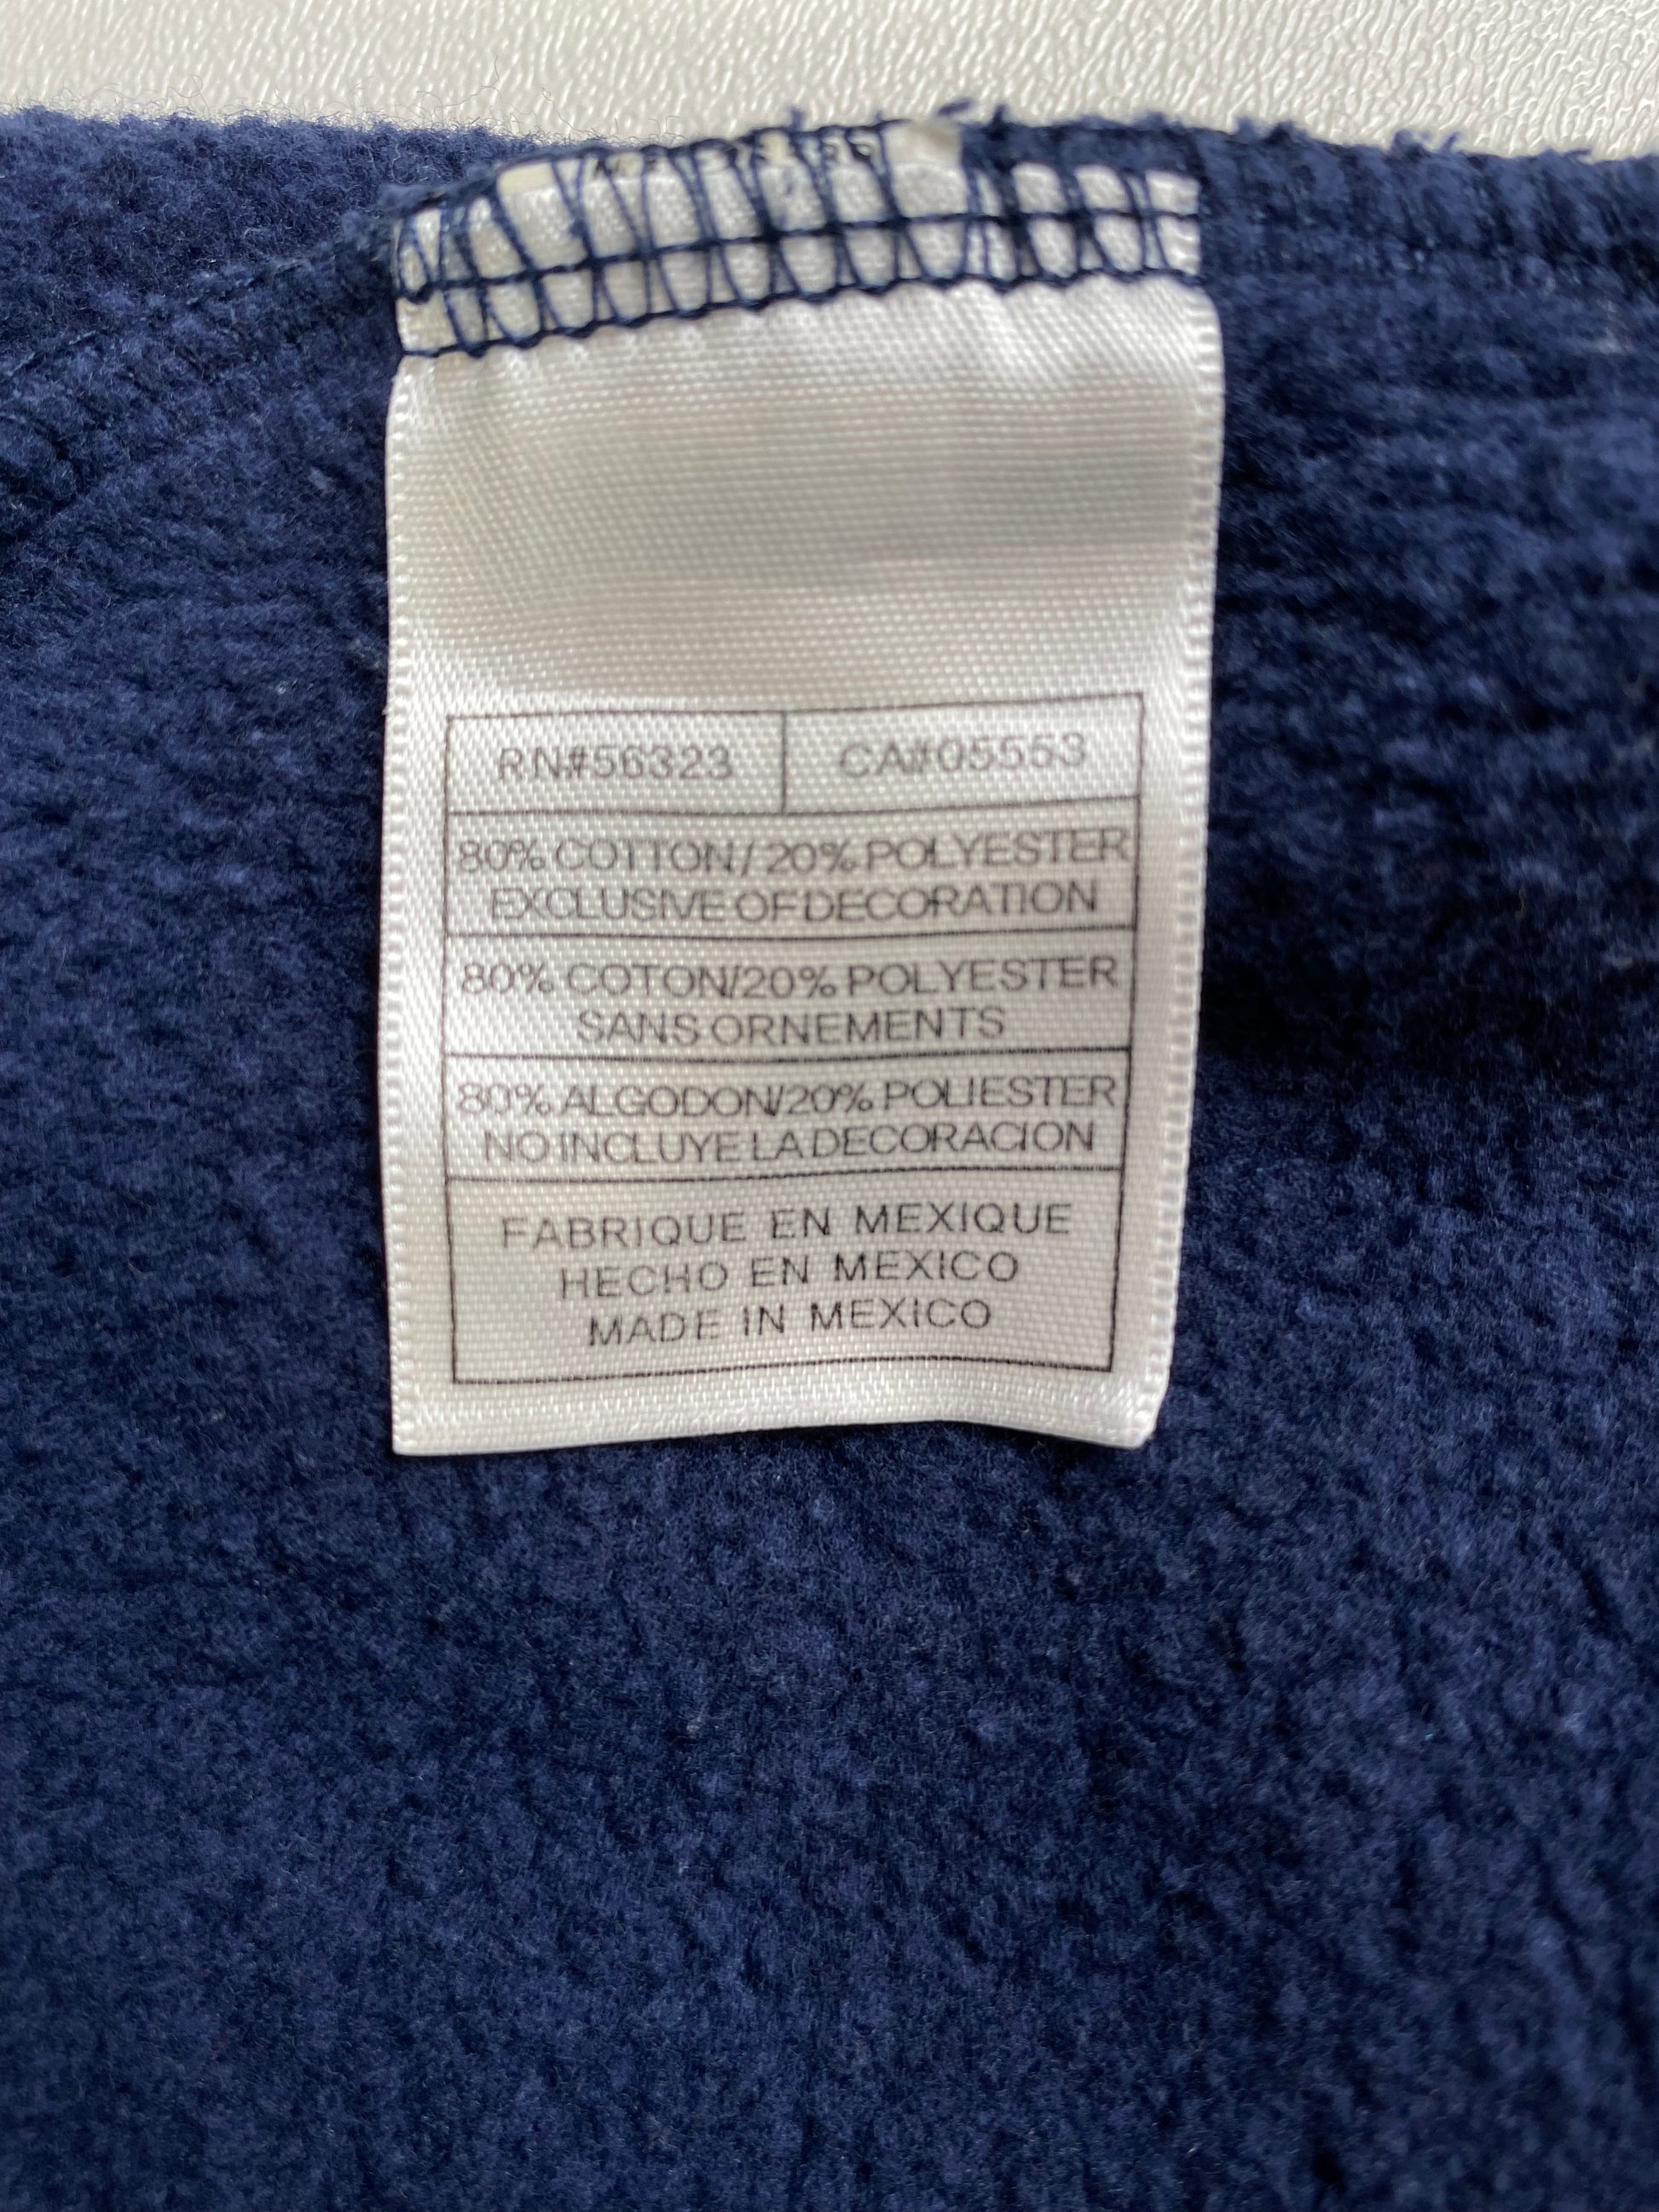 RN#56323 CA#05553
80% COTTON/20% POLYESTER
EXCLUSIVE OF DECORATION
80% COTON/20% POLYESTER
SANS ORNEMENTS
80% ALGODON/20% POLIESTER
NO INCLUYE LA DECORACION
FABRIQUE EN MEXIQUE
HECHO EN MEXICO
MADE IN MEXICO